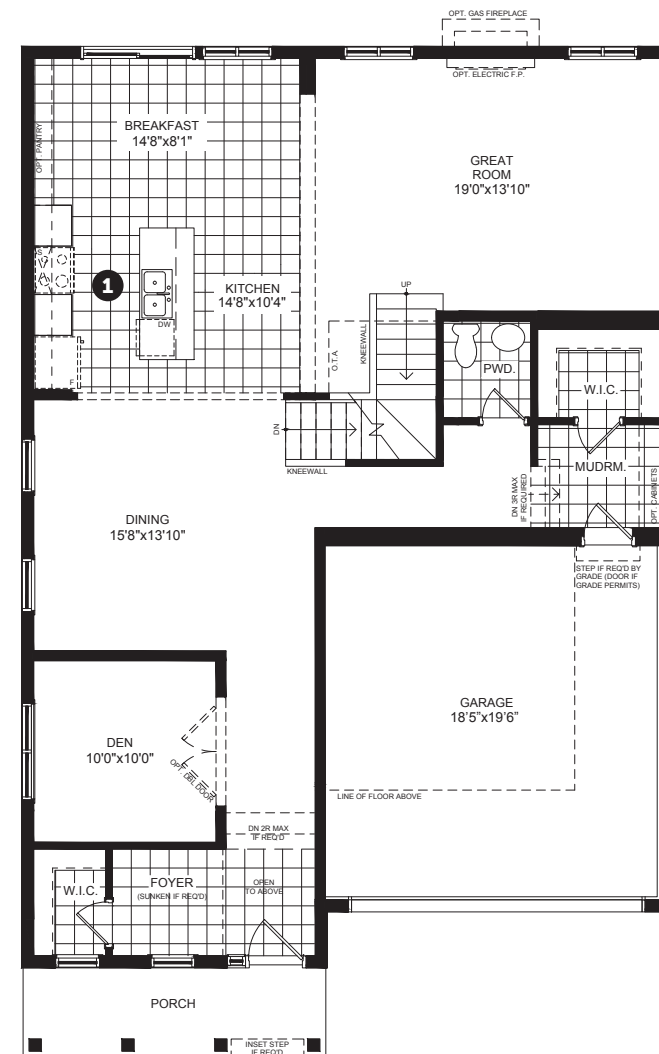 OPT. GAS FIREPLACE
OPT. ELECTRIC F.P.
BREAKFAST
14'8"x8'1"
OPT. PANTRY
GREAT
ROOM
19'0"x13'10"
1
S
V
KITCHEN
14'8"x10'4"
DW
F
UP
O.T.A
KNEEWALL
PWD.
W.I.C.
DN
KNEEWALL
MUDRM.
DN 3R MAX
IF REQUIRED
OPT. CABINETS
DINING
15'8"x13'10"
STEP IF REQ'D BY
GRADE (DOOR IF
GRADE PERMITS)
GARAGE
18'5"x19'6"
DEN
10'0"x10'0"
OPT. DBL DOOR
LINE OF FLOOR ABOVE
DN 2R MAX
IF REQ'D
W.I.C.
FOYER
(SUNKEN IF REQ'D)
OPEN
TO ABOVE
PORCH
INSET STEP
IF REQ'D